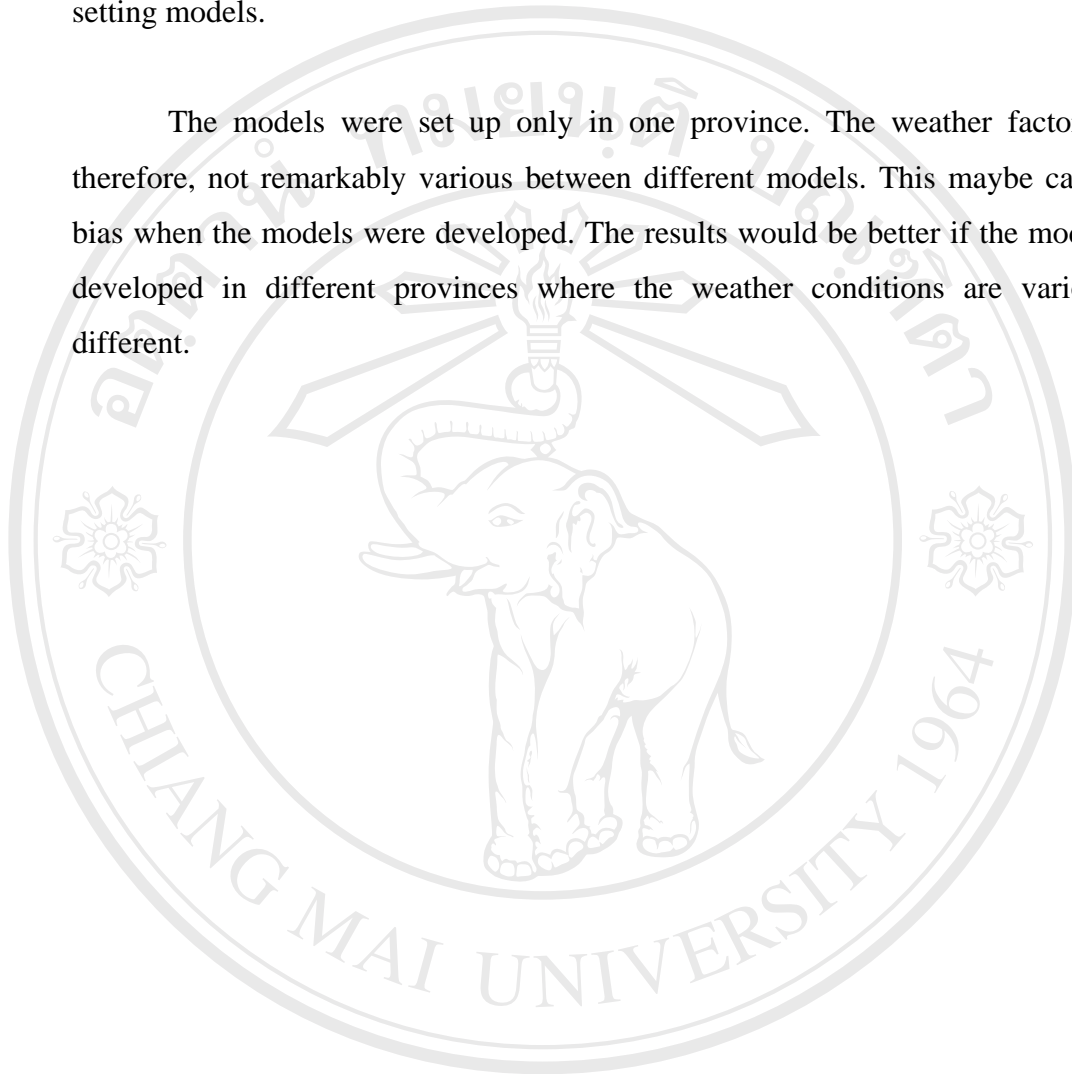 setting models.
The models were set up only in one province. The weather factor
therefore, not remarkably various between different models. This maybe ca
bias when the models were developed. The results would be better if the mod
developed in different provinces where the weather conditions are vari
different.
CHIANG MAI UNIVERSITY 1964